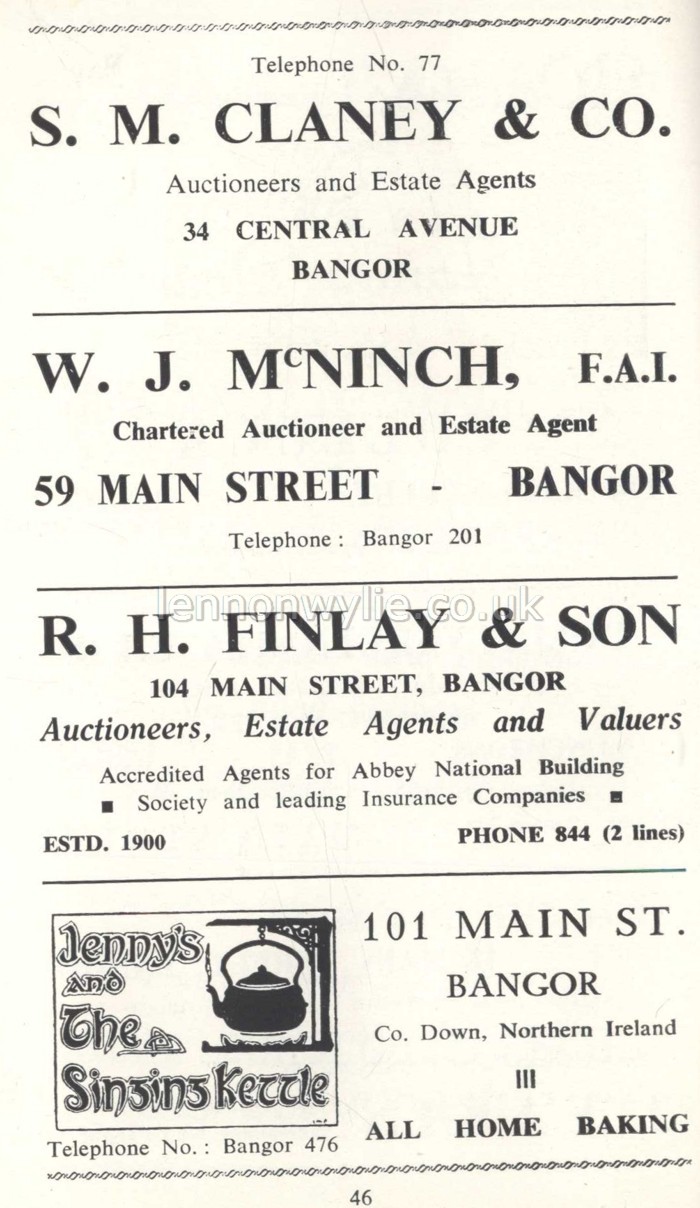 Telephone No. 77
S. M. CLANEY & CO.
Auctioneers and Estate Agents
34 CENTRAL AVENUE
BANGOR
W. J. McNINCH, F.A.I.
Chartered Auctioneer and Estate Agent
59 MAIN STREET - BANGOR
Telephone: Bangor 201
lennonwylie.co.uk
R. H. FINLAY & SON
104 MAIN STREET, BANGOR
Auctioneers, Estate Agents and Valuers
Accredited Agents for Abbey National Building
■ Society and leading Insurance Companies ■
ESTD. 1900 PHONE 844 (2 lines)
Jenny's
and
The
Singing Kettle
Telephone No.: Bangor 476
101 MAIN ST.
BANGOR
Co. Down, Northern Ireland
III
ALL HOME BAKING
46